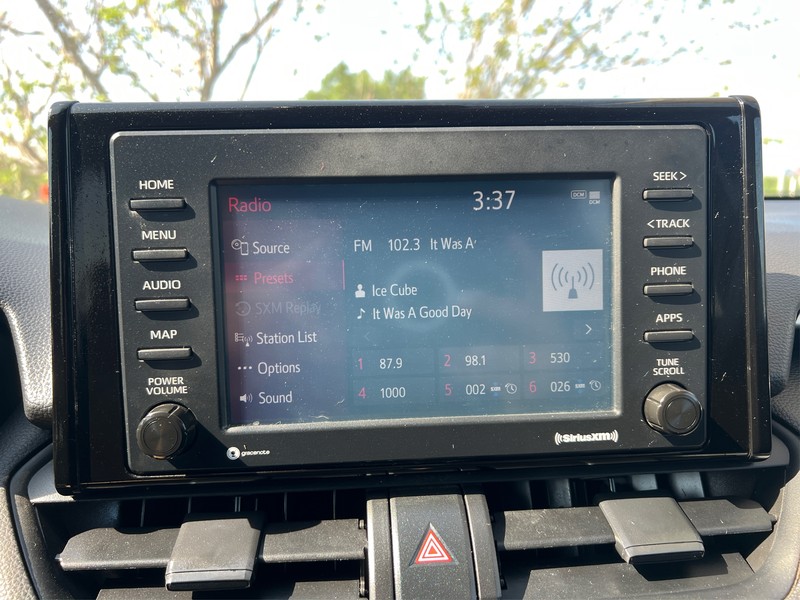 HOME
MENU
AUDIO
MAP
POWER
VOLUME
Radio
3:37
DCM
DCM
Source
Presets
SXM Replay
Station List
Options
Sound
FM 102.3 It Was A
Ice Cube
It Was A Good Day
>
1 87.9 2 98.1 3 530
4 1000 5 002 6 026
SEEK >
< TRACK
PHONE
APPS
TUNE
SCROLL
gracenote
SiriusXM